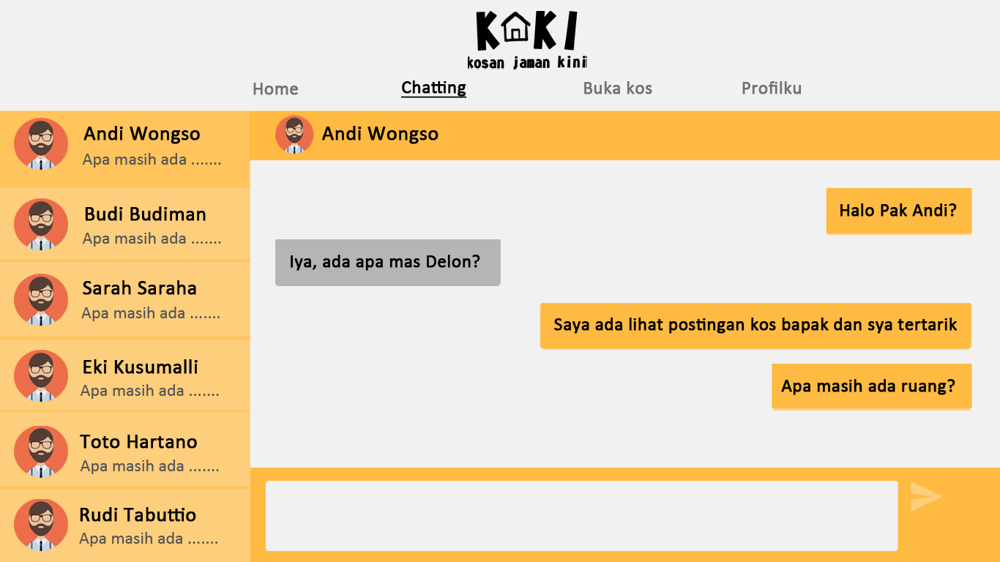 KOKI
kosan jaman kini
Home
Chatting
Buka kos
Profilku
Andi Wongso
Apa masih ada .......
Budi Budiman
Apa masih ada .......
Sarah Saraha
Apa masih ada .......
Eki Kusumalli
Apa masih ada .......
Toto Hartano
Apa masih ada .......
Rudi Tabuttio
Apa masih ada .......
Andi Wongso
Halo Pak Andi?
Iya, ada apa mas Delon?
Saya ada lihat postingan kos bapak dan sya tertarik
Apa masih ada ruang?